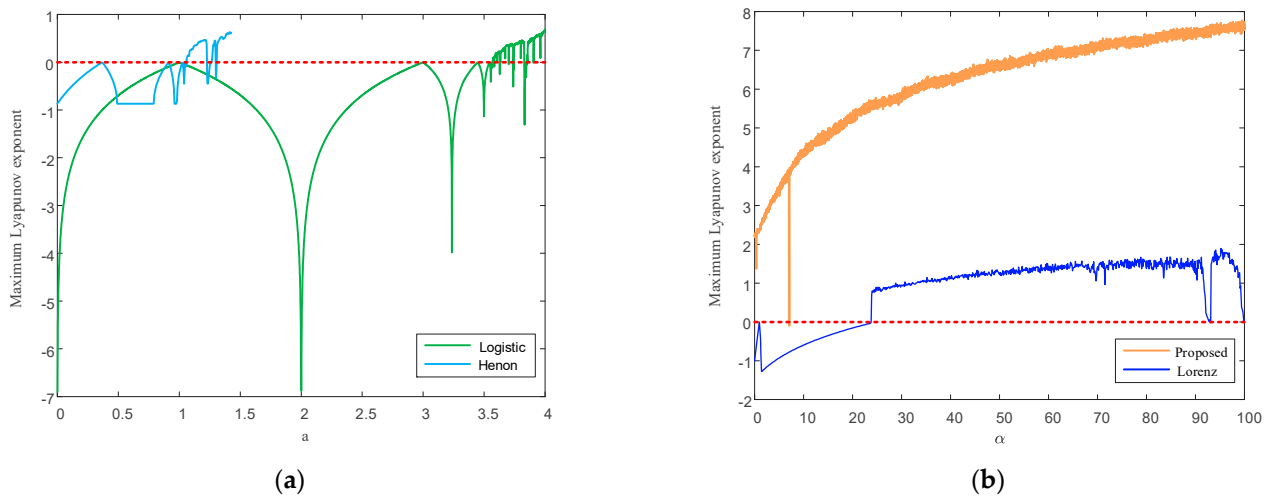 1
0
-1
-2
-3
-4
-5
-6
-7
Maximum Lyapunov exponent
0 0.5 1 1.5 2 2.5 3 3.5 4
a
Logistic
Henon
(a)
8
7
6
5
4
3
2
1
0
-1
-2
Maximum Lyapunov exponent
0 10 20 30 40 50 60 70 80 90 100
α
Proposed
Lorenz
(b)